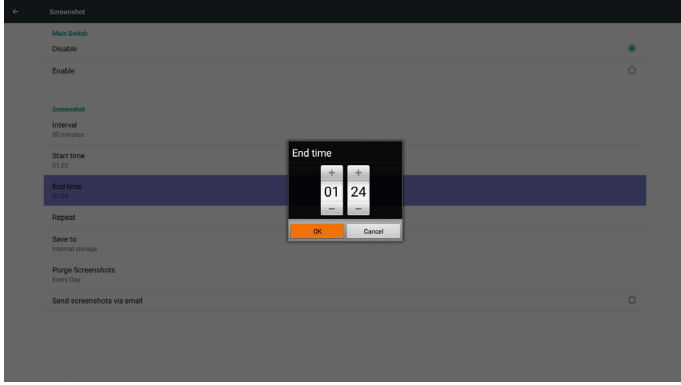 Screenshot
Main Switch
Disable
Enable
Screenshot
Interval
30 minutes
Start time
01:23
End time
01:24
Repeat
Save to
Internal storage
Purge Screenshots
Every Day
Send screenshots via email
End time
+ +
01 24
− −
OK Cancel